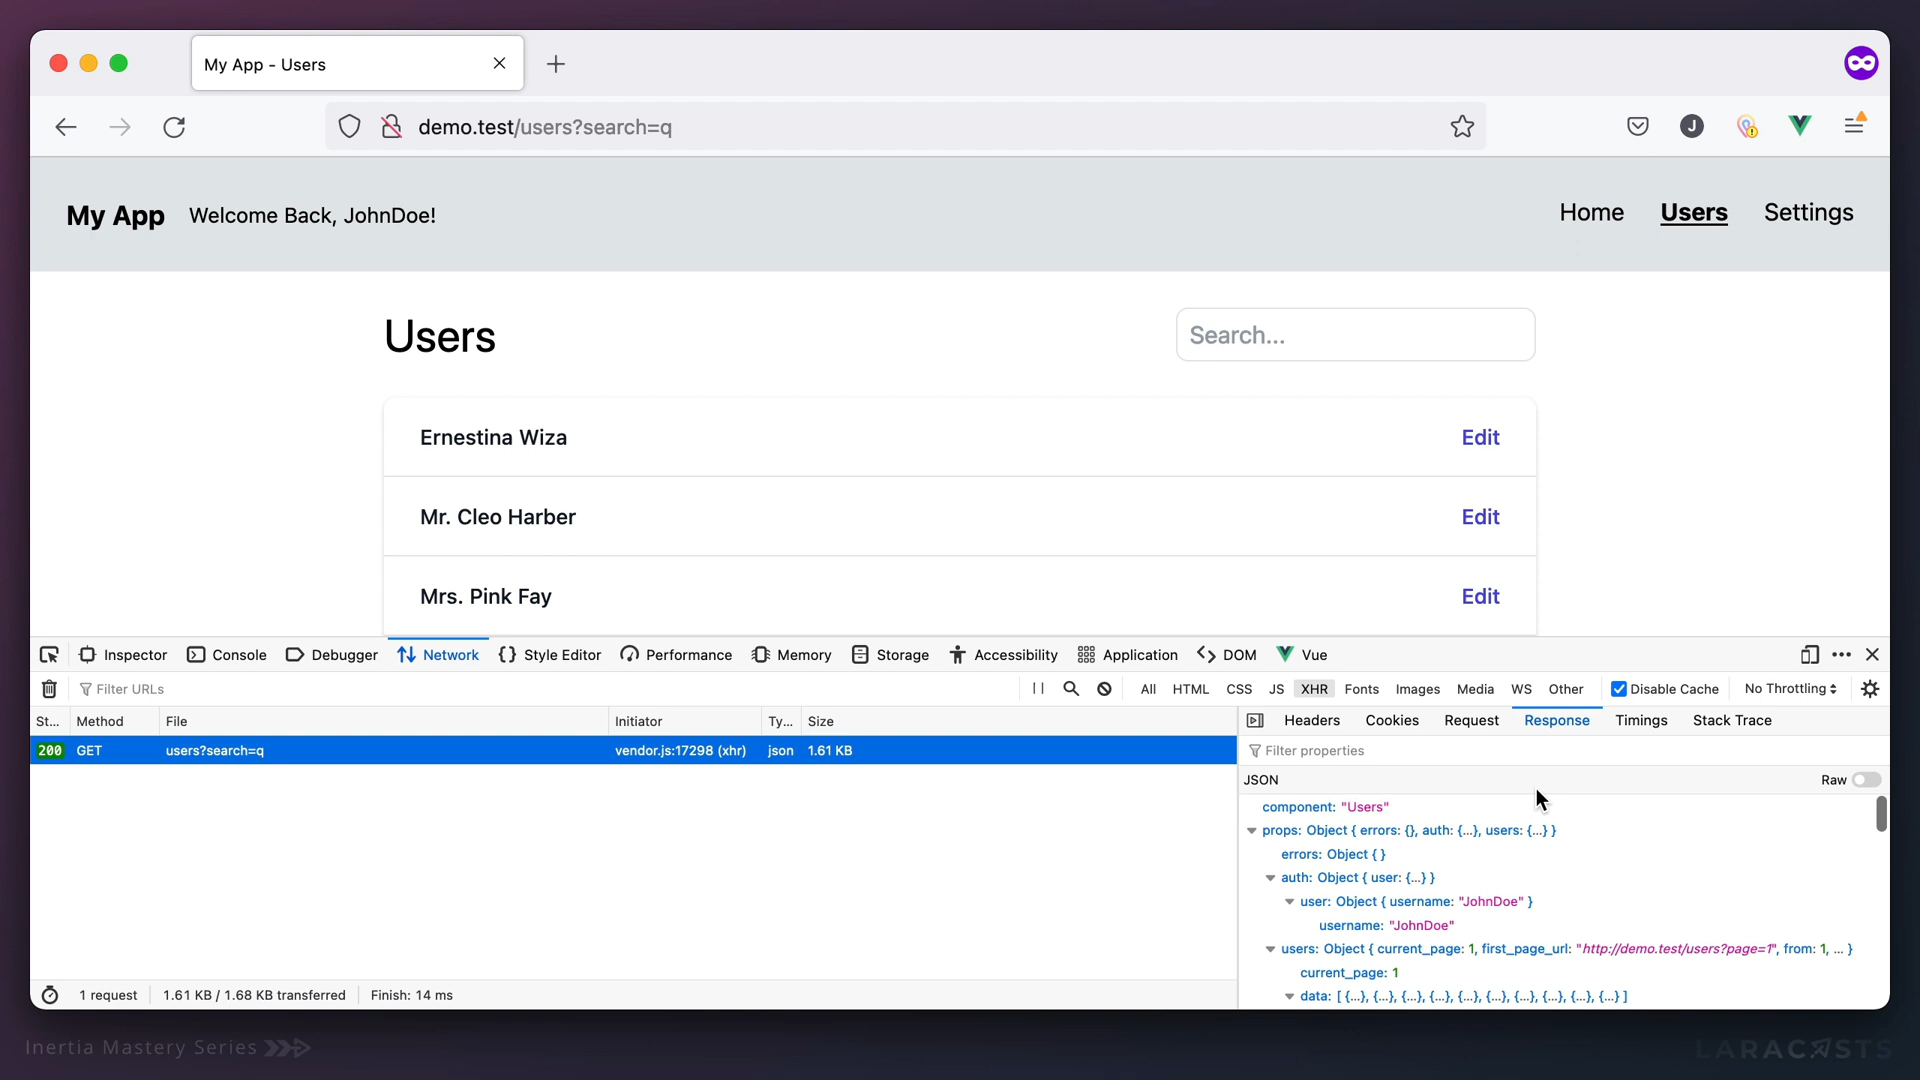 My App - Users
J
demo.test/users?search=q
My App Welcome Back, JohnDoe! Home Users Settings
Users Search...
Ernestina Wiza Edit
Mr. Cleo Harber Edit
Mrs. Pink Fay Edit
Inspector Console Debugger Network Style Editor Performance Memory Storage Accessibility Application DOM Vue
Filter URLs All HTML CSS JS XHR Fonts Images Media WS Other Disable Cache No Throttling
St... Method File Initiator Ty... Size
200 GET users?search=q vendor.js:17298 (xhr) json 1.61 KB
Headers Cookies Request Response Timings Stack Trace
Filter properties
JSON Raw
component: "Users"
props: Object { errors: {}, auth: {…}, users: {…} }
errors: Object { }
auth: Object { user: {…} }
user: Object { username: "JohnDoe" }
username: "JohnDoe"
users: Object { current_page: 1, first_page_url: "http://demo.test/users?page=1", from: 1, … }
current_page: 1
data: [ {…}, {…}, {…}, {…}, {…}, {…}, {…}, {…}, {…}, {…} ]
1 request 1.61 KB / 1.68 KB transferred Finish: 14 ms
Inertia Mastery Series
LARACASTS